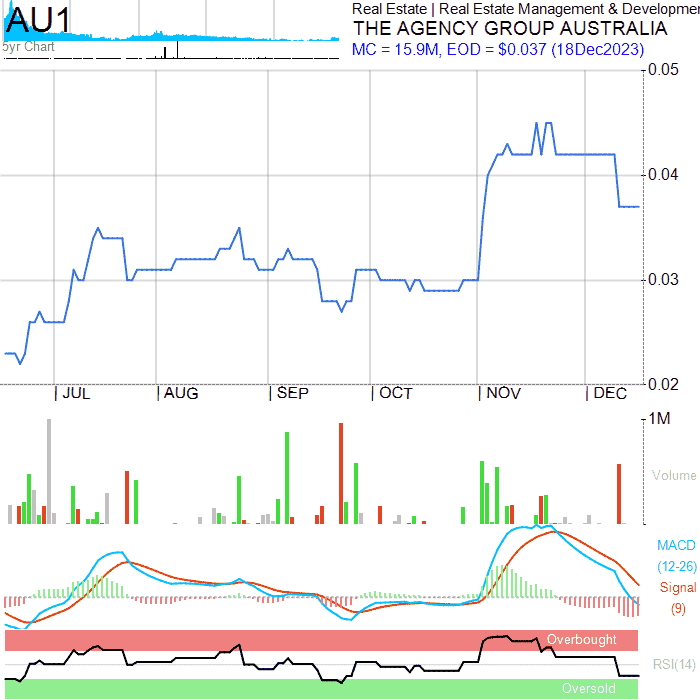 AU1
Real Estate | Real Estate Management & Developmen
THE AGENCY GROUP AUSTRALIA
MC = 15.9M, EOD = $0.037 (18Dec2023)
5yr Chart
0.05
0.04
0.03
0.02
JUL AUG SEP OCT NOV DEC
1M
Volume
MACD
(12-26)
Signal
(9)
Overbought
RSI(14)
Oversold